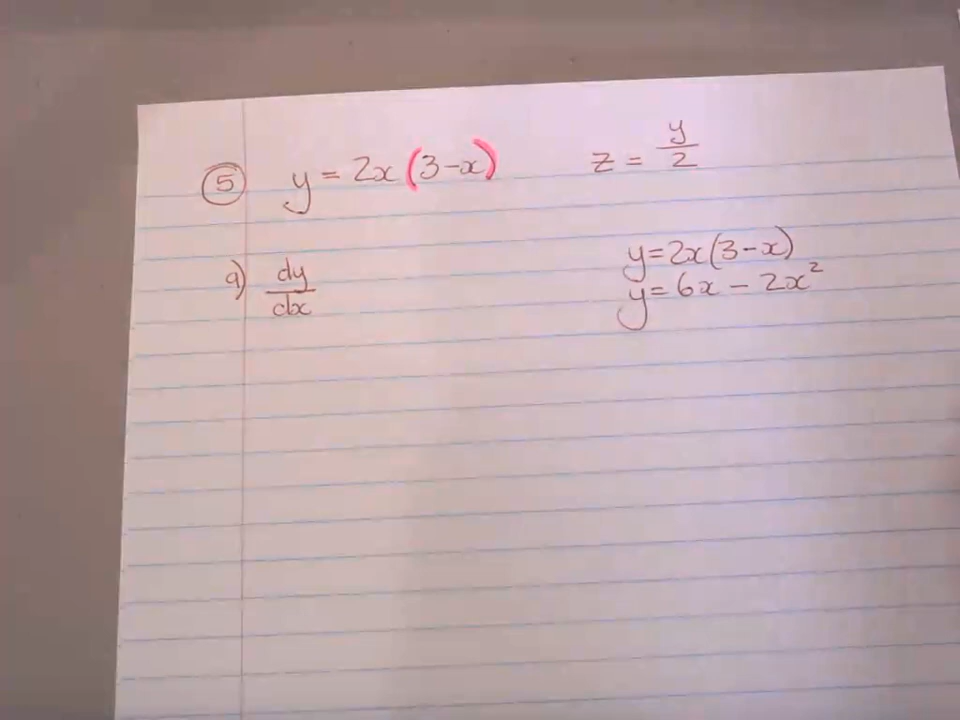 ⑤ y = 2x(3-x) z = y/2
a) dy/dx
y=2x(3-x)
y=6x-2x²